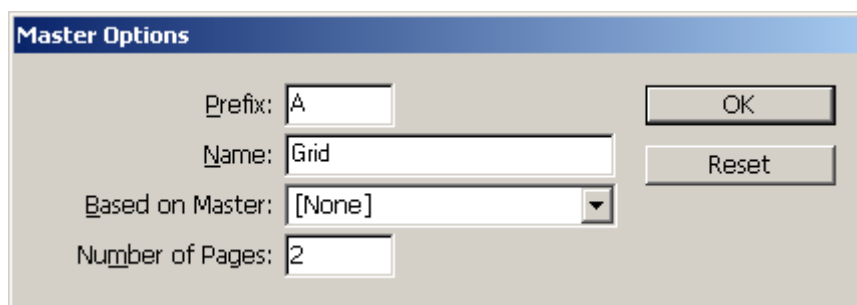 Master Options
Prefix: A
OK
Name: Grid
Reset
Based on Master: [None]
Number of Pages: 2